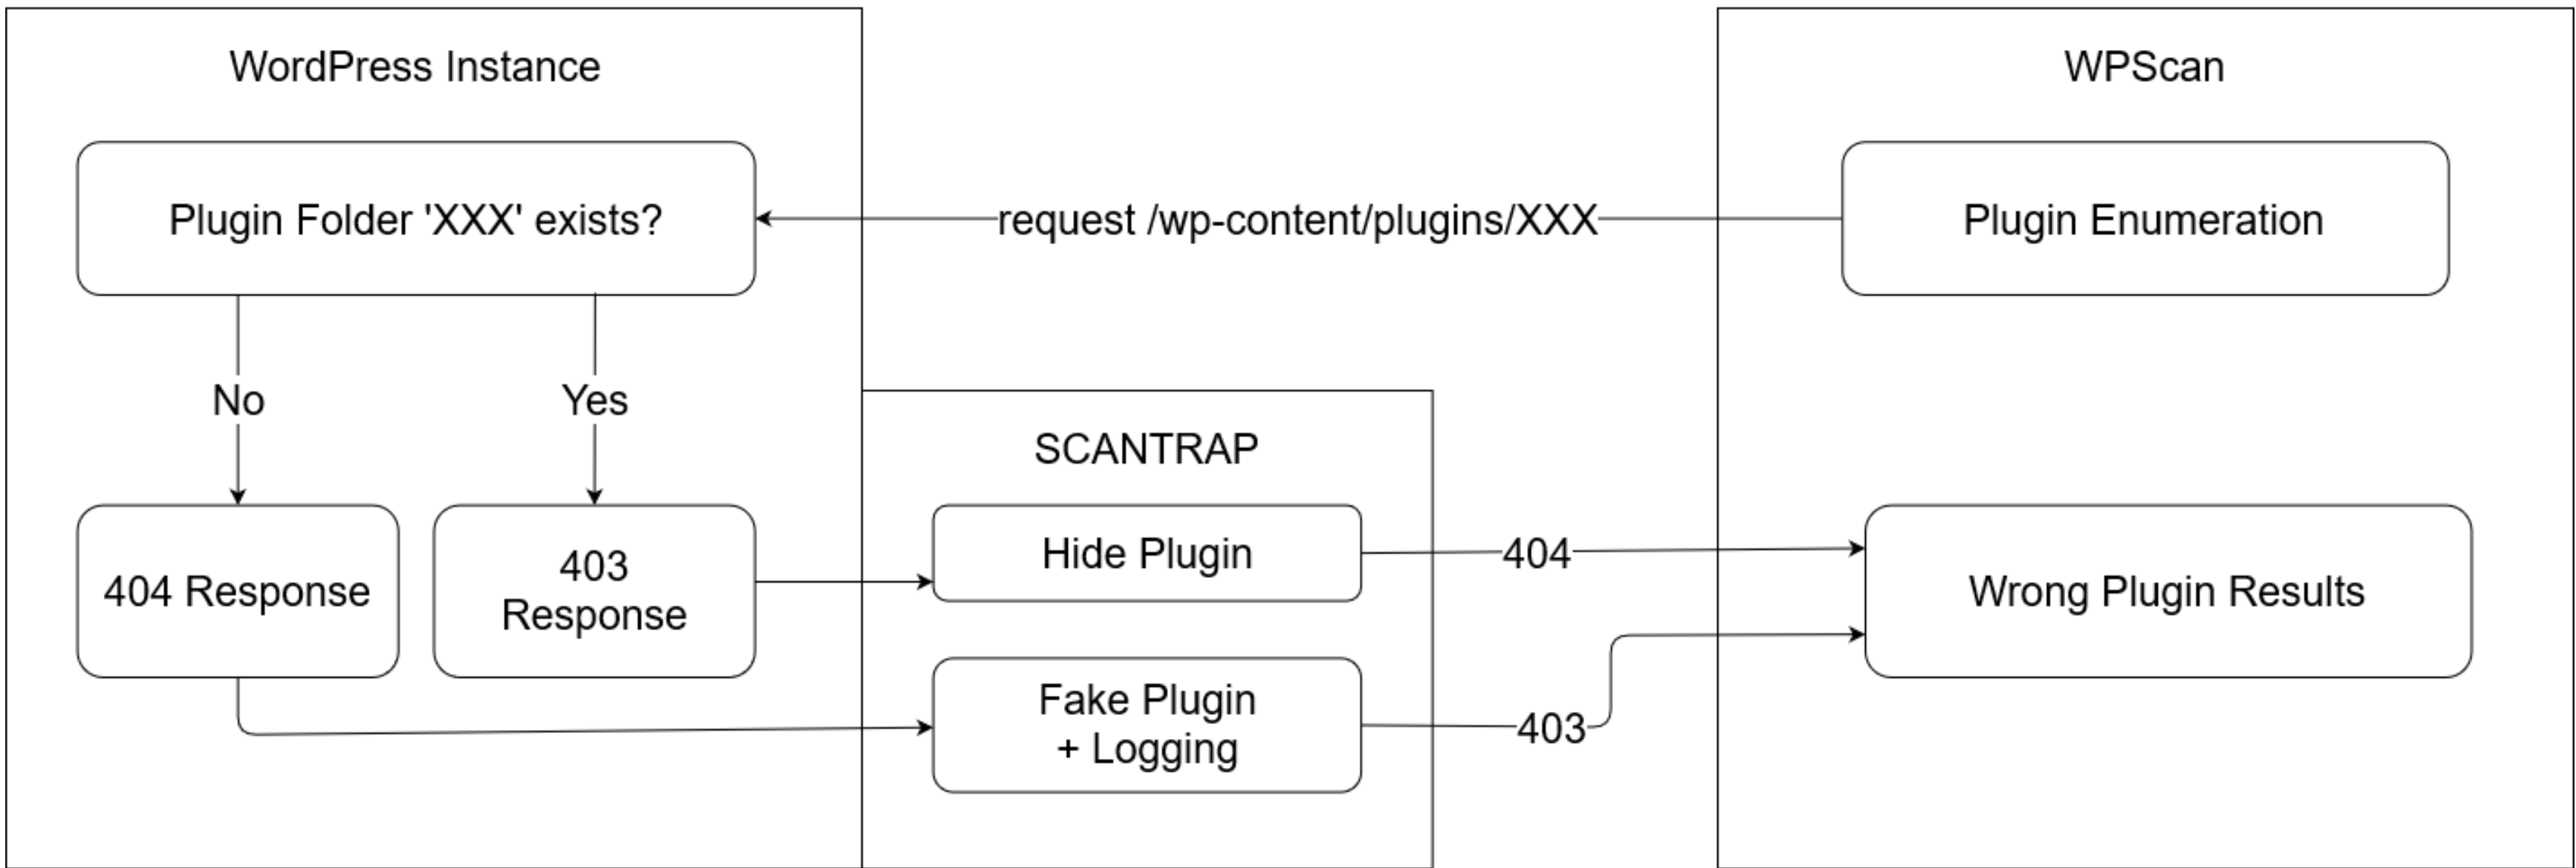 WordPress Instance
WPScan
Plugin Folder 'XXX' exists?
request /wp-content/plugins/XXX
Plugin Enumeration
No
Yes
SCANTRAP
404 Response
403
Response
Hide Plugin
404
Wrong Plugin Results
Fake Plugin
+ Logging
403